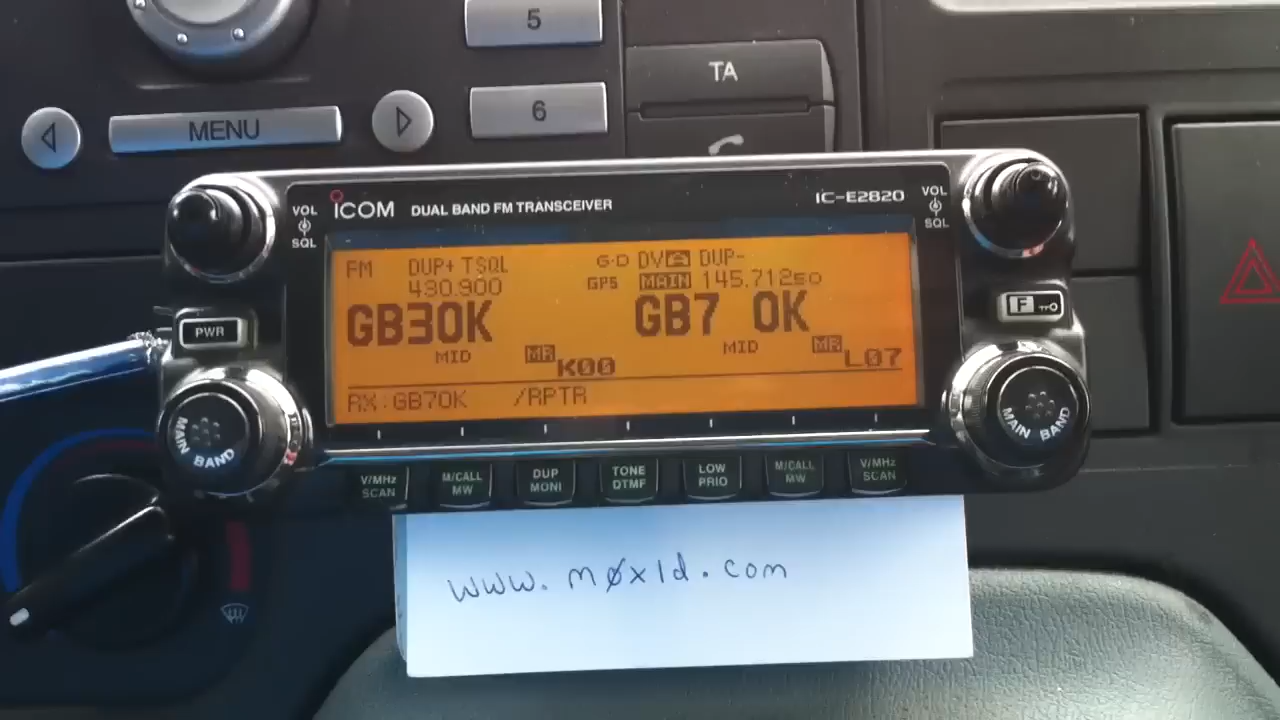 5
TA
6
MENU
ICOM DUAL BAND FM TRANSCEIVER IC-E2820
VOL
SQL
VOL
SQL
FM DUP+ TSQL
430.900
GB3OK
MID MR K00
G-D DV A DUP-
GPS MAIN 145.71250
GB7 OK
MID MR L07
RX:GB7OK /RPTR
PWR
F
MAIN BAND
MAIN BAND
V/MHz
SCAN
M/CALL
MW
DUP
MONI
TONE
DTMF
LOW
PRIO
M/CALL
MW
V/MHz
SCAN
www.møxld.com